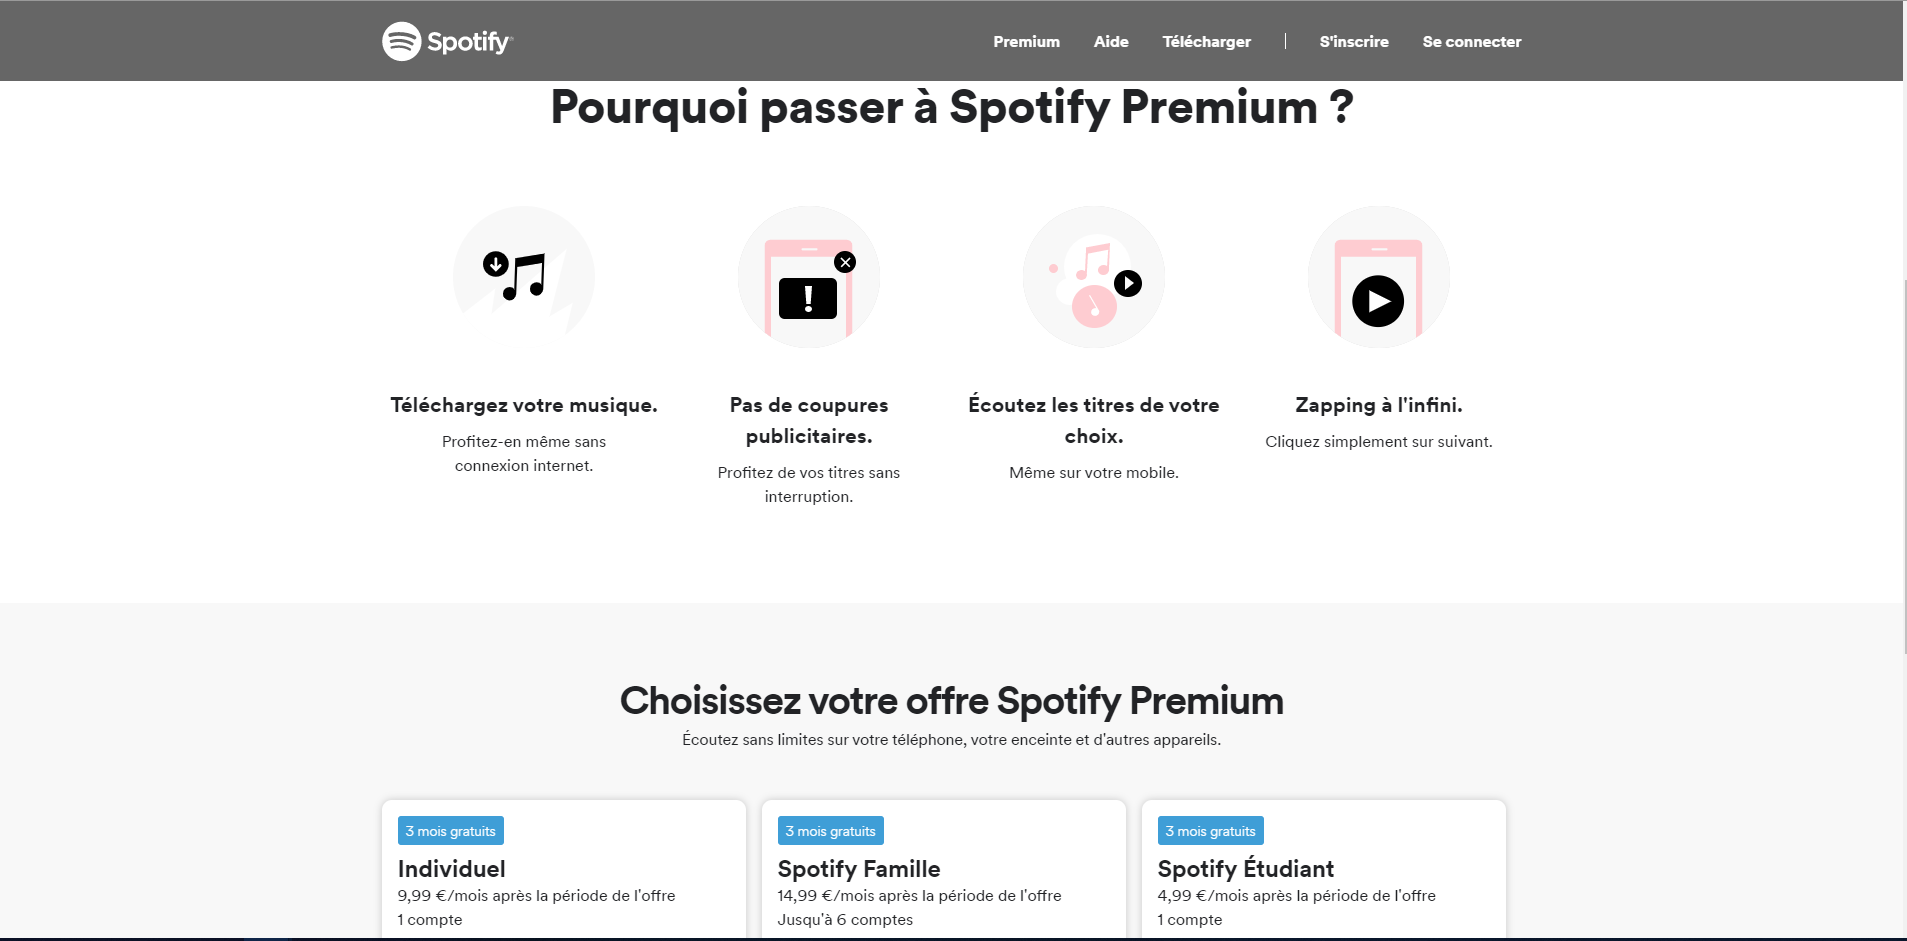 Spotify
Premium
Aide
Télécharger
S'inscrire
Se connecter
Pourquoi passer à Spotify Premium ?
Téléchargez votre musique.
Profitez-en même sans
connexion internet.
Pas de coupures
publicitaires.
Profitez de vos titres sans
interruption.
Écoutez les titres de votre
choix.
Même sur votre mobile.
Zapping à l'infini.
Cliquez simplement sur suivant.
Choisissez votre offre Spotify Premium
Écoutez sans limites sur votre téléphone, votre enceinte et d'autres appareils.
3 mois gratuits
Individuel
9,99 €/mois après la période de l'offre
1 compte
3 mois gratuits
Spotify Famille
14,99 €/mois après la période de l'offre
Jusqu'à 6 comptes
3 mois gratuits
Spotify Étudiant
4,99 €/mois après la période de l'offre
1 compte